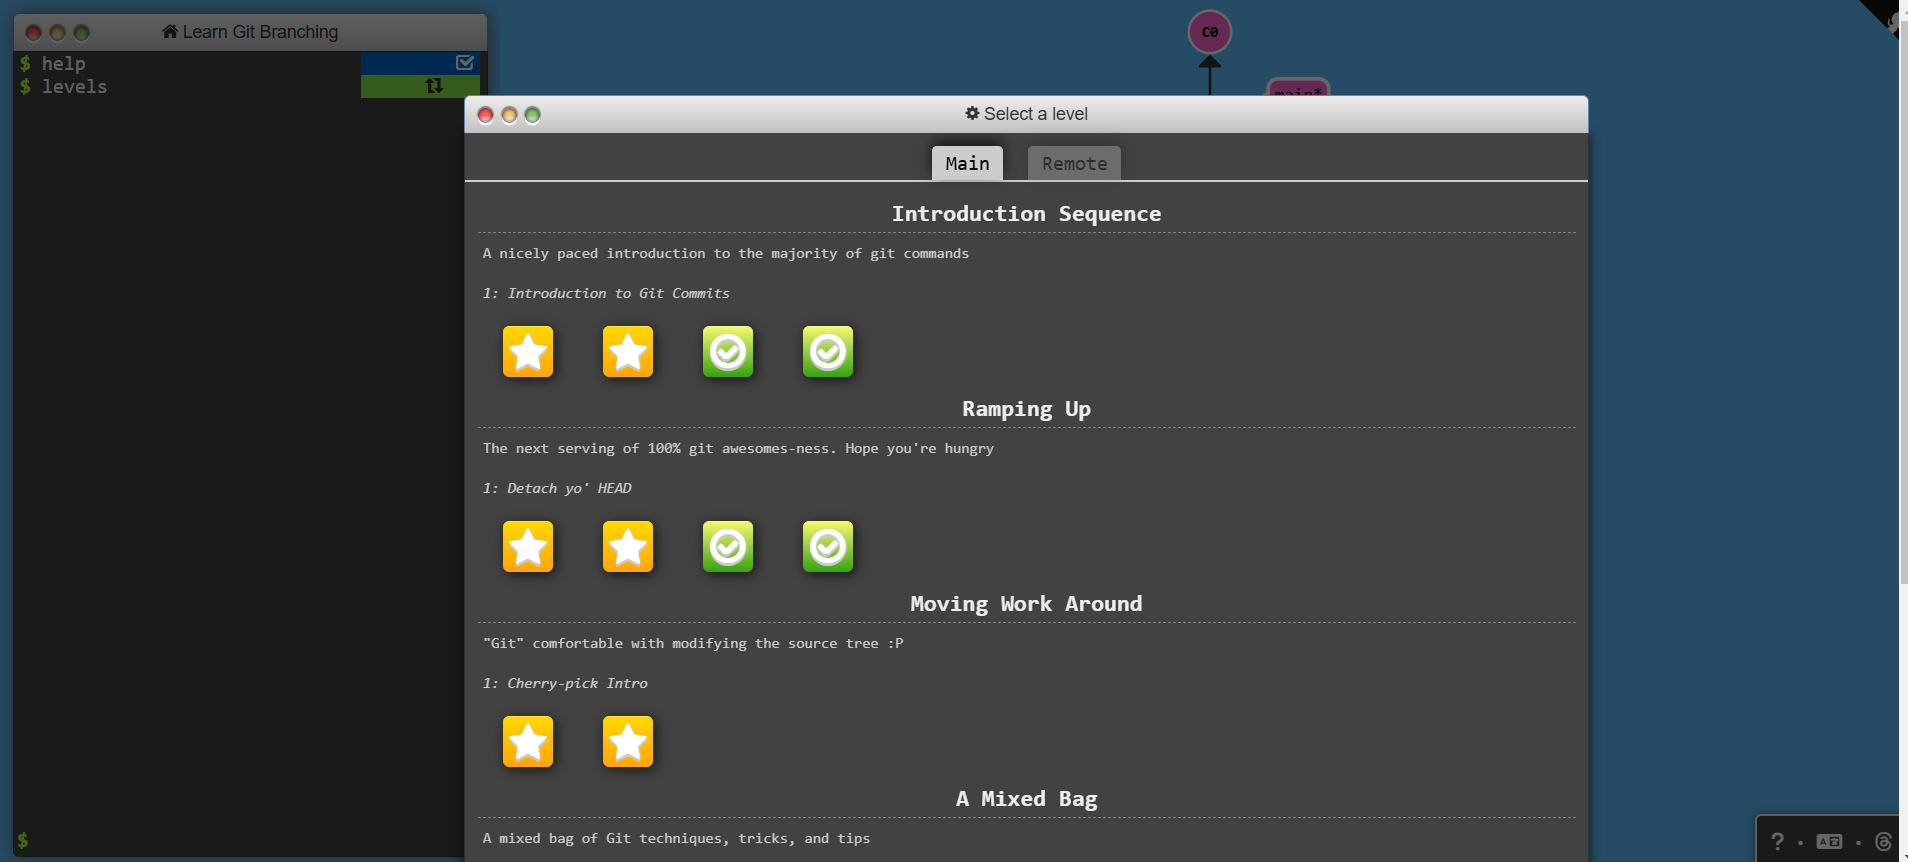 Learn Git Branching
$ help
$ levels
$
C0
main*
Select a level
Main
Remote
Introduction Sequence
A nicely paced introduction to the majority of git commands
1: Introduction to Git Commits
Ramping Up
The next serving of 100% git awesomes-ness. Hope you're hungry
1: Detach yo' HEAD
Moving Work Around
"Git" comfortable with modifying the source tree :P
1: Cherry-pick Intro
A Mixed Bag
A mixed bag of Git techniques, tricks, and tips
? ·  ·